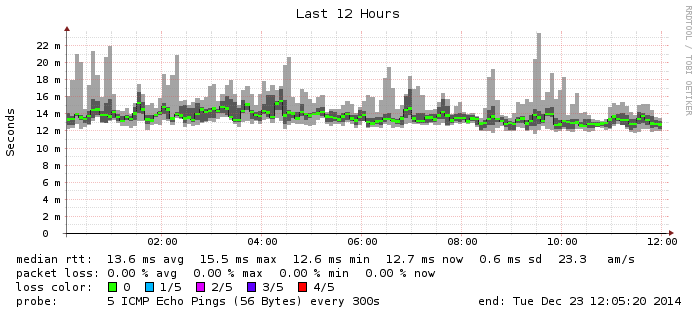 Last 12 Hours
RRDTOOL / TOBI OETIKER
Seconds
22 m
20 m
18 m
16 m
14 m
12 m
10 m
8 m
6 m
4 m
2 m
0
02:00 04:00 06:00 08:00 10:00 12:00
median rtt: 13.6 ms avg 15.5 ms max 12.6 ms min 12.7 ms now 0.6 ms sd 23.3 am/s
packet loss: 0.00 % avg 0.00 % max 0.00 % min 0.00 % now
loss color: 0 1/5 2/5 3/5 4/5
probe: 5 ICMP Echo Pings (56 Bytes) every 300s end: Tue Dec 23 12:05:20 2014